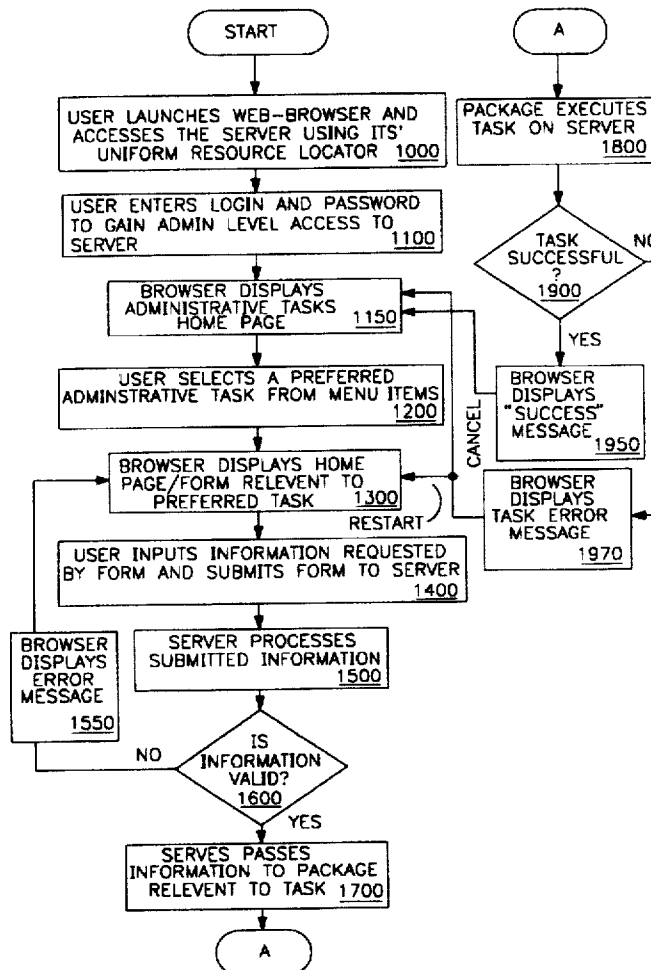 START
USER LAUNCHES WEB-BROWSER AND
ACCESSES THE SERVER USING ITS'
UNIFORM RESOURCE LOCATOR 1000
USER ENTERS LOGIN AND PASSWORD
TO GAIN ADMIN LEVEL ACCESS TO
SERVER 1100
BROWSER DISPLAYS
ADMINISTRATIVE TASKS
HOME PAGE 1150
USER SELECTS A PREFERRED
ADMINSTRATIVE TASK FROM MENU ITEMS
1200
BROWSER DISPLAYS HOME
PAGE/FORM RELEVENT TO
PREFERRED TASK 1300
RESTART
CANCEL
USER INPUTS INFORMATION REQUESTED
BY FORM AND SUBMITS FORM TO SERVER
1400
SERVER PROCESSES
SUBMITTED INFORMATION
1500
BROWSER
DISPLAYS
ERROR
MESSAGE
1550
NO
IS
INFORMATION
VALID?
1600
YES
SERVES PASSES
INFORMATION TO PACKAGE
RELEVENT TO TASK 1700
A
A
PACKAGE EXECUTES
TASK ON SERVER
1800
TASK
SUCCESSFUL
?
1900
NO
YES
BROWSER
DISPLAYS
"SUCCESS"
MESSAGE
1950
BROWSER
DISPLAYS
TASK ERROR
MESSAGE
1970